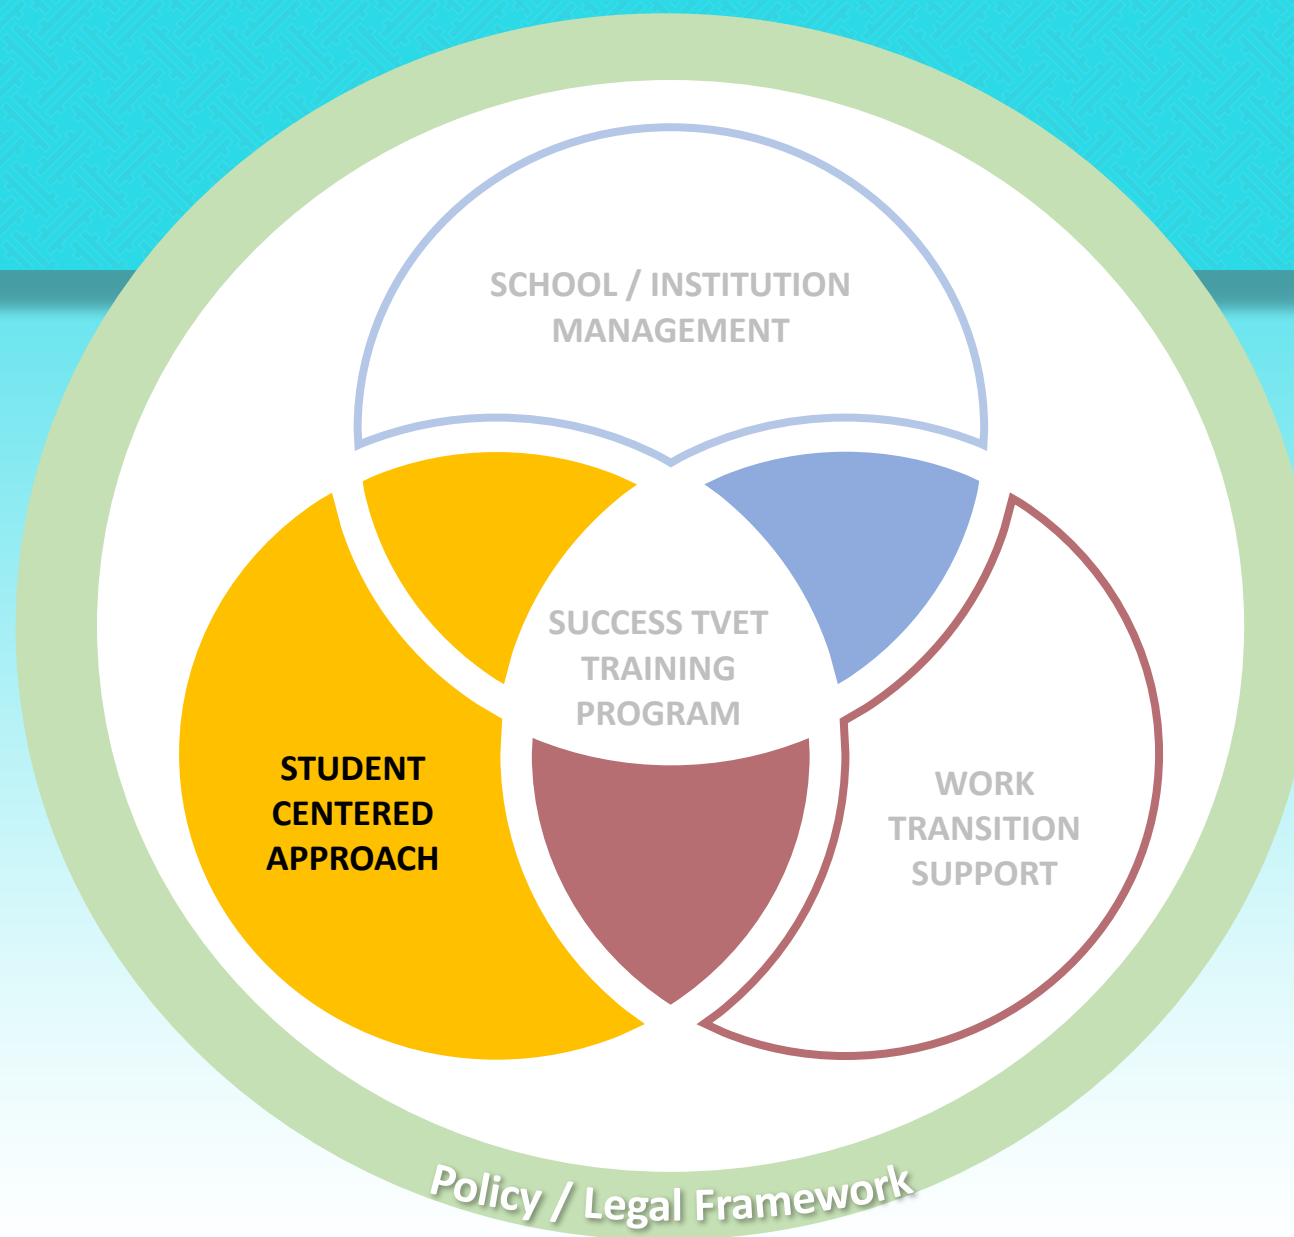 SCHOOL / INSTITUTION
MANAGEMENT
SUCCESS TVET
TRAINING
PROGRAM
STUDENT
CENTERED
APPROACH
WORK
TRANSITION
SUPPORT
Policy / Legal Framework